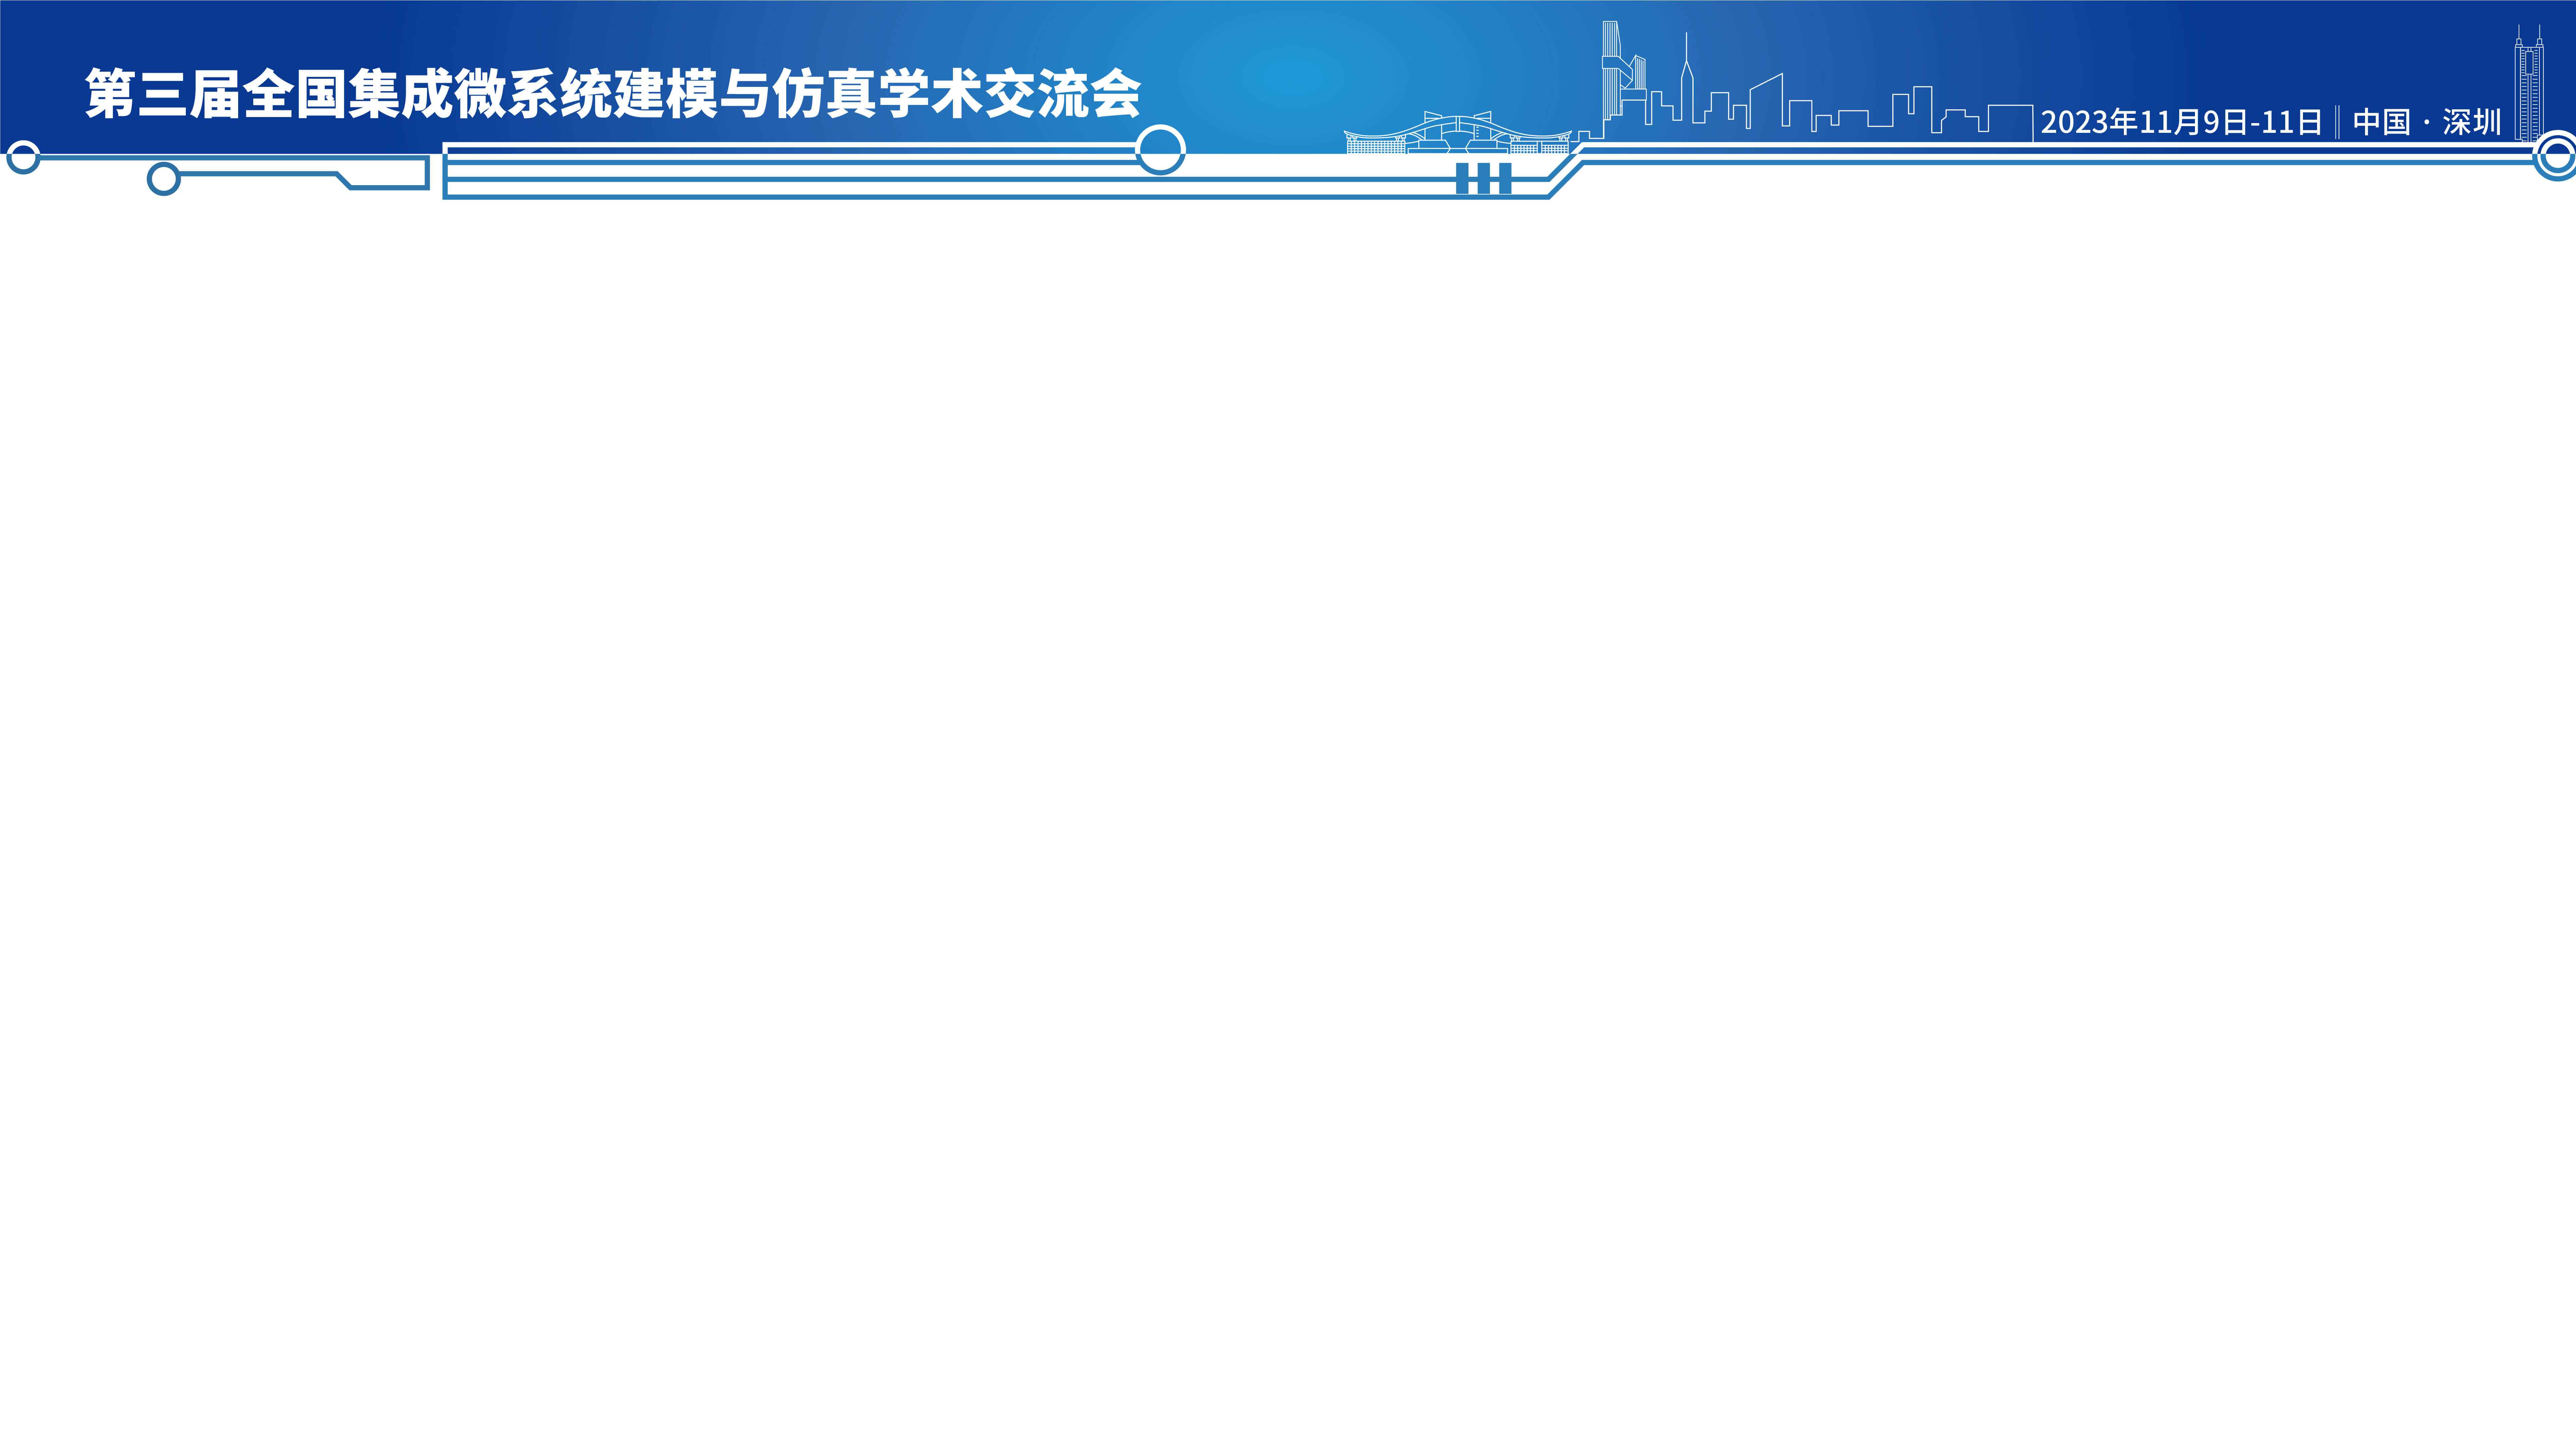 第三届全国集成微系统建模与仿真学术交流会
2023年11月9日-11日 || 中国 · 深圳